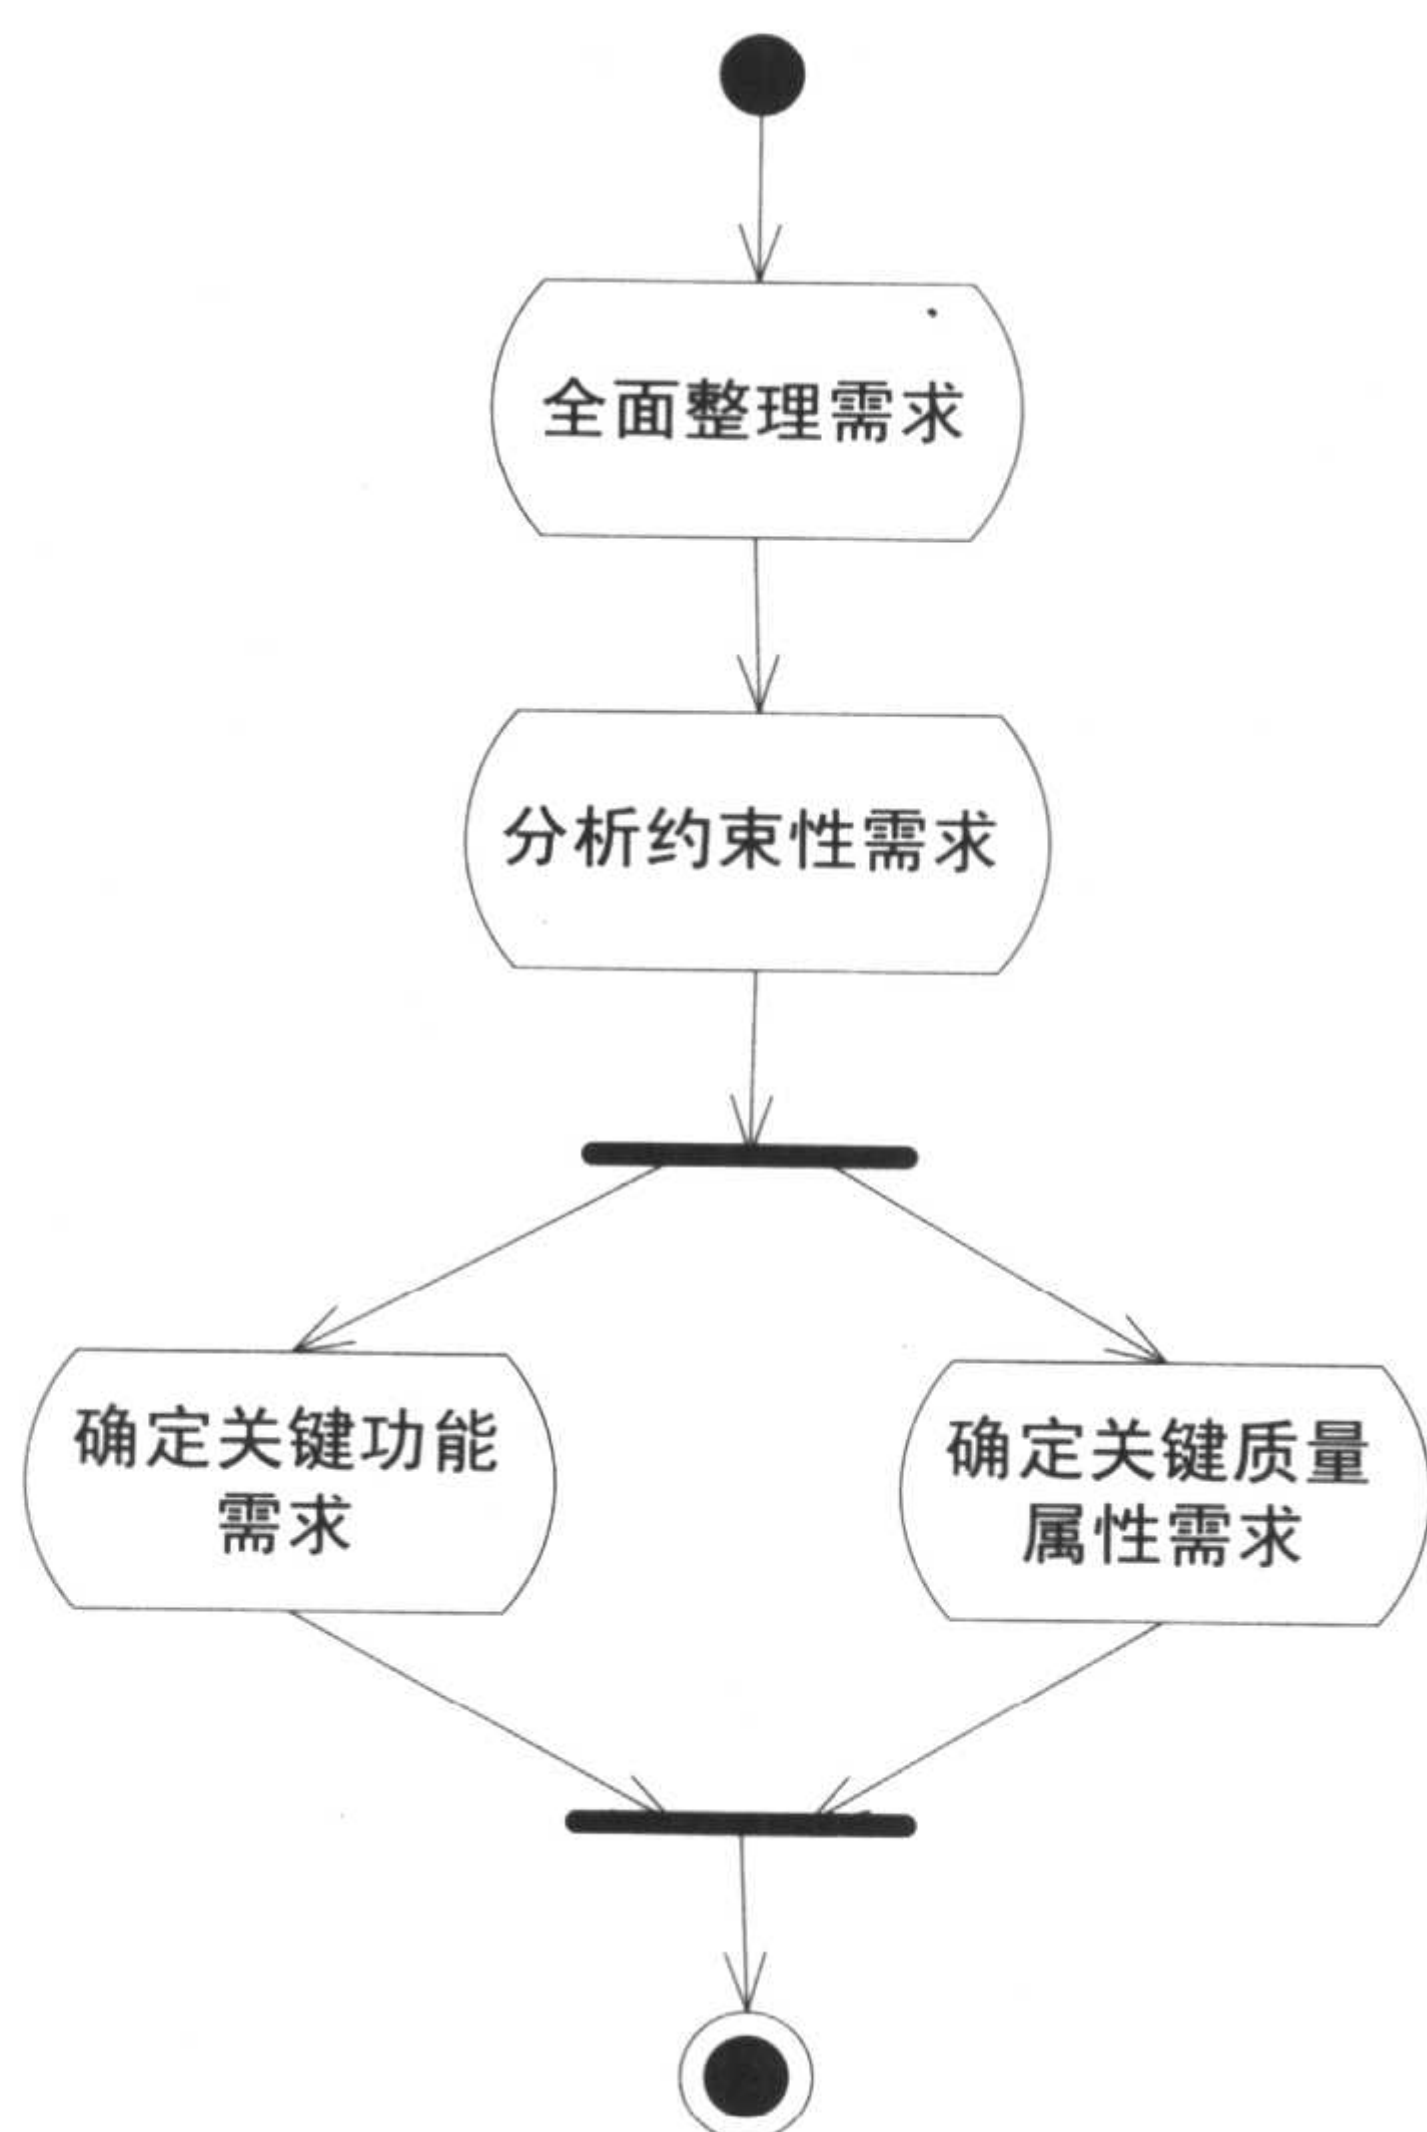 全面整理需求
分析约束性需求
确定关键功能
需求
确定关键质量
属性需求